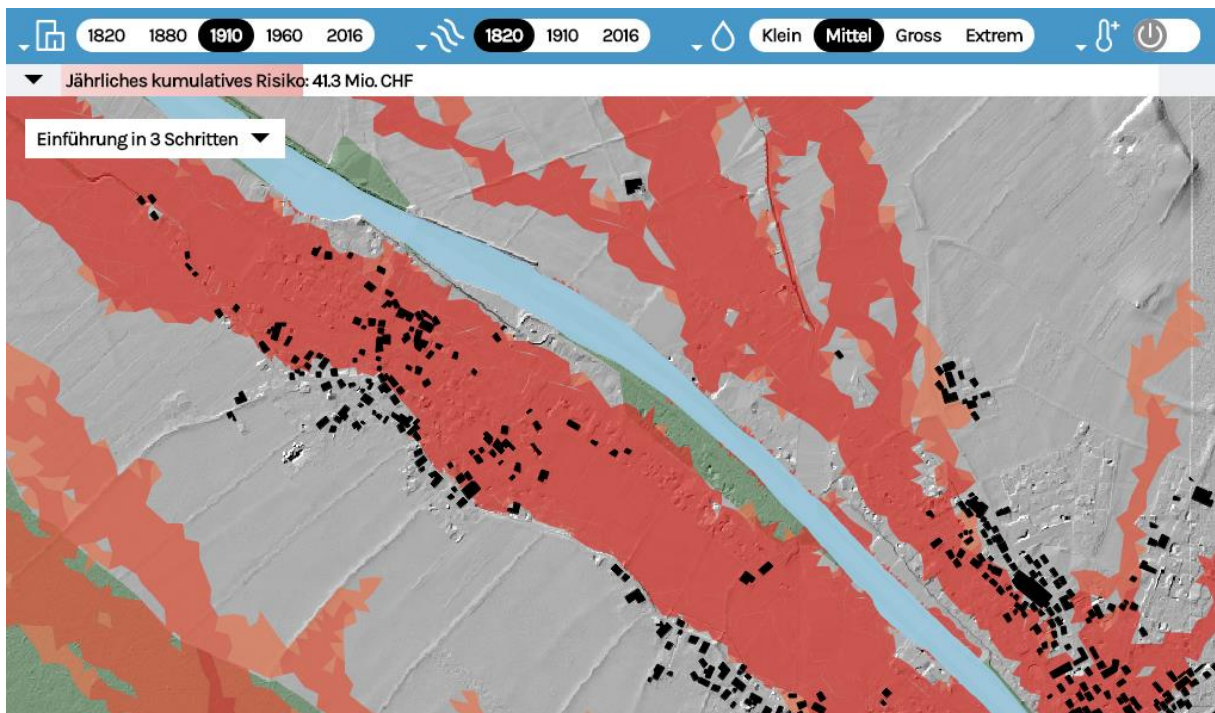 1820 1880 1910 1960 2016 1820 1910 2016 Klein Mittel Gross Extrem
Jährliches kumulatives Risiko: 41.3 Mio. CHF
Einführung in 3 Schritten